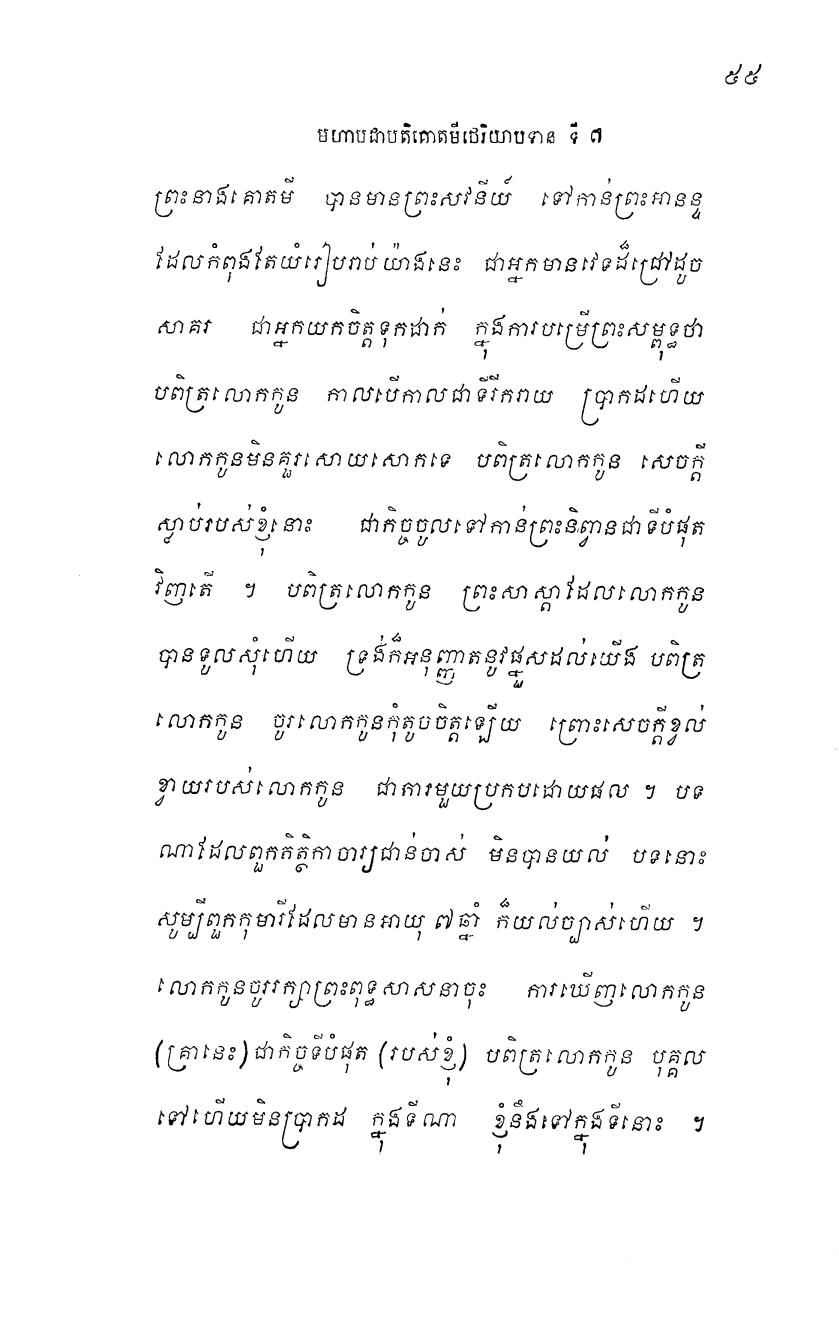 ៥៥
មហាបជាបតិគោតមីថេរិយាបទាន ទី ៧
ព្រះនាងគោតមី បានមានព្រះសវនីយ៍ ទៅកាន់ព្រះអានន្ទ
ដែលកំពុងតែយំរៀបរាប់យ៉ាងនេះ ជាអ្នកមានវេទដ៏ជ្រៅដូច
សាគរ ជាអ្នកយកចិត្តទុកដាក់ ក្នុងការបម្រើព្រះសម្ពុទ្ធថា
បពិត្រលោកកូន កាលបើកាលជាទីរីករាយ ប្រាកដហើយ
លោកកូនមិនគួរសោយសោកទេ បពិត្រលោកកូន សេចក្តី
ស្លាប់របស់ខ្ញុំនោះ ជាកិច្ចចូលទៅកាន់ព្រះនិព្វានជាទីបំផុត
វិញតើ ។ បពិត្រលោកកូន ព្រះសាស្តាដែលលោកកូន
បានទូលសុំហើយ ទ្រង់ក៏អនុញ្ញាតនូវផ្នួសដល់យើង បពិត្រ
លោកកូន ចូរលោកកូនកុំតូបចិត្តឡើយ ព្រោះសេចក្តីខ្វល់
ខ្វាយរបស់លោកកូន ជាការមួយប្រកបដោយផល ។ បទ
ណាដែលពួកតិត្ថិកាចារ្យជាន់ចាស់ មិនបានយល់ បទនោះ
សូម្បីពួកកុមារីដែលមានអាយុ ៧ឆ្នាំ ក៏យល់ច្បាស់ហើយ ។
លោកកូនចូររក្សាព្រះពុទ្ធសាសនាចុះ ការឃើញលោកកូន
(គ្រានេះ) ជាកិច្ចទីបំផុត (របស់ខ្ញុំ) បពិត្រលោកកូន បុគ្គល
ទៅហើយមិនប្រាកដ ក្នុងទីណា ខ្ញុំនឹងទៅក្នុងទីនោះ ។